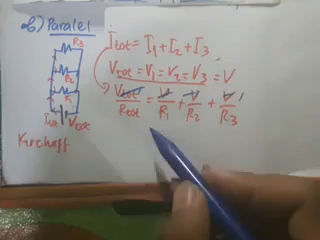 b) Paralel
R3
R2
R1
Itot Vtot
Kirchoff
Itot = I1 + I2 + I3
Vtot = V1 = V2 = V3 = V
Vtot/Rtot = V/R1 + V/R2 + V/R3